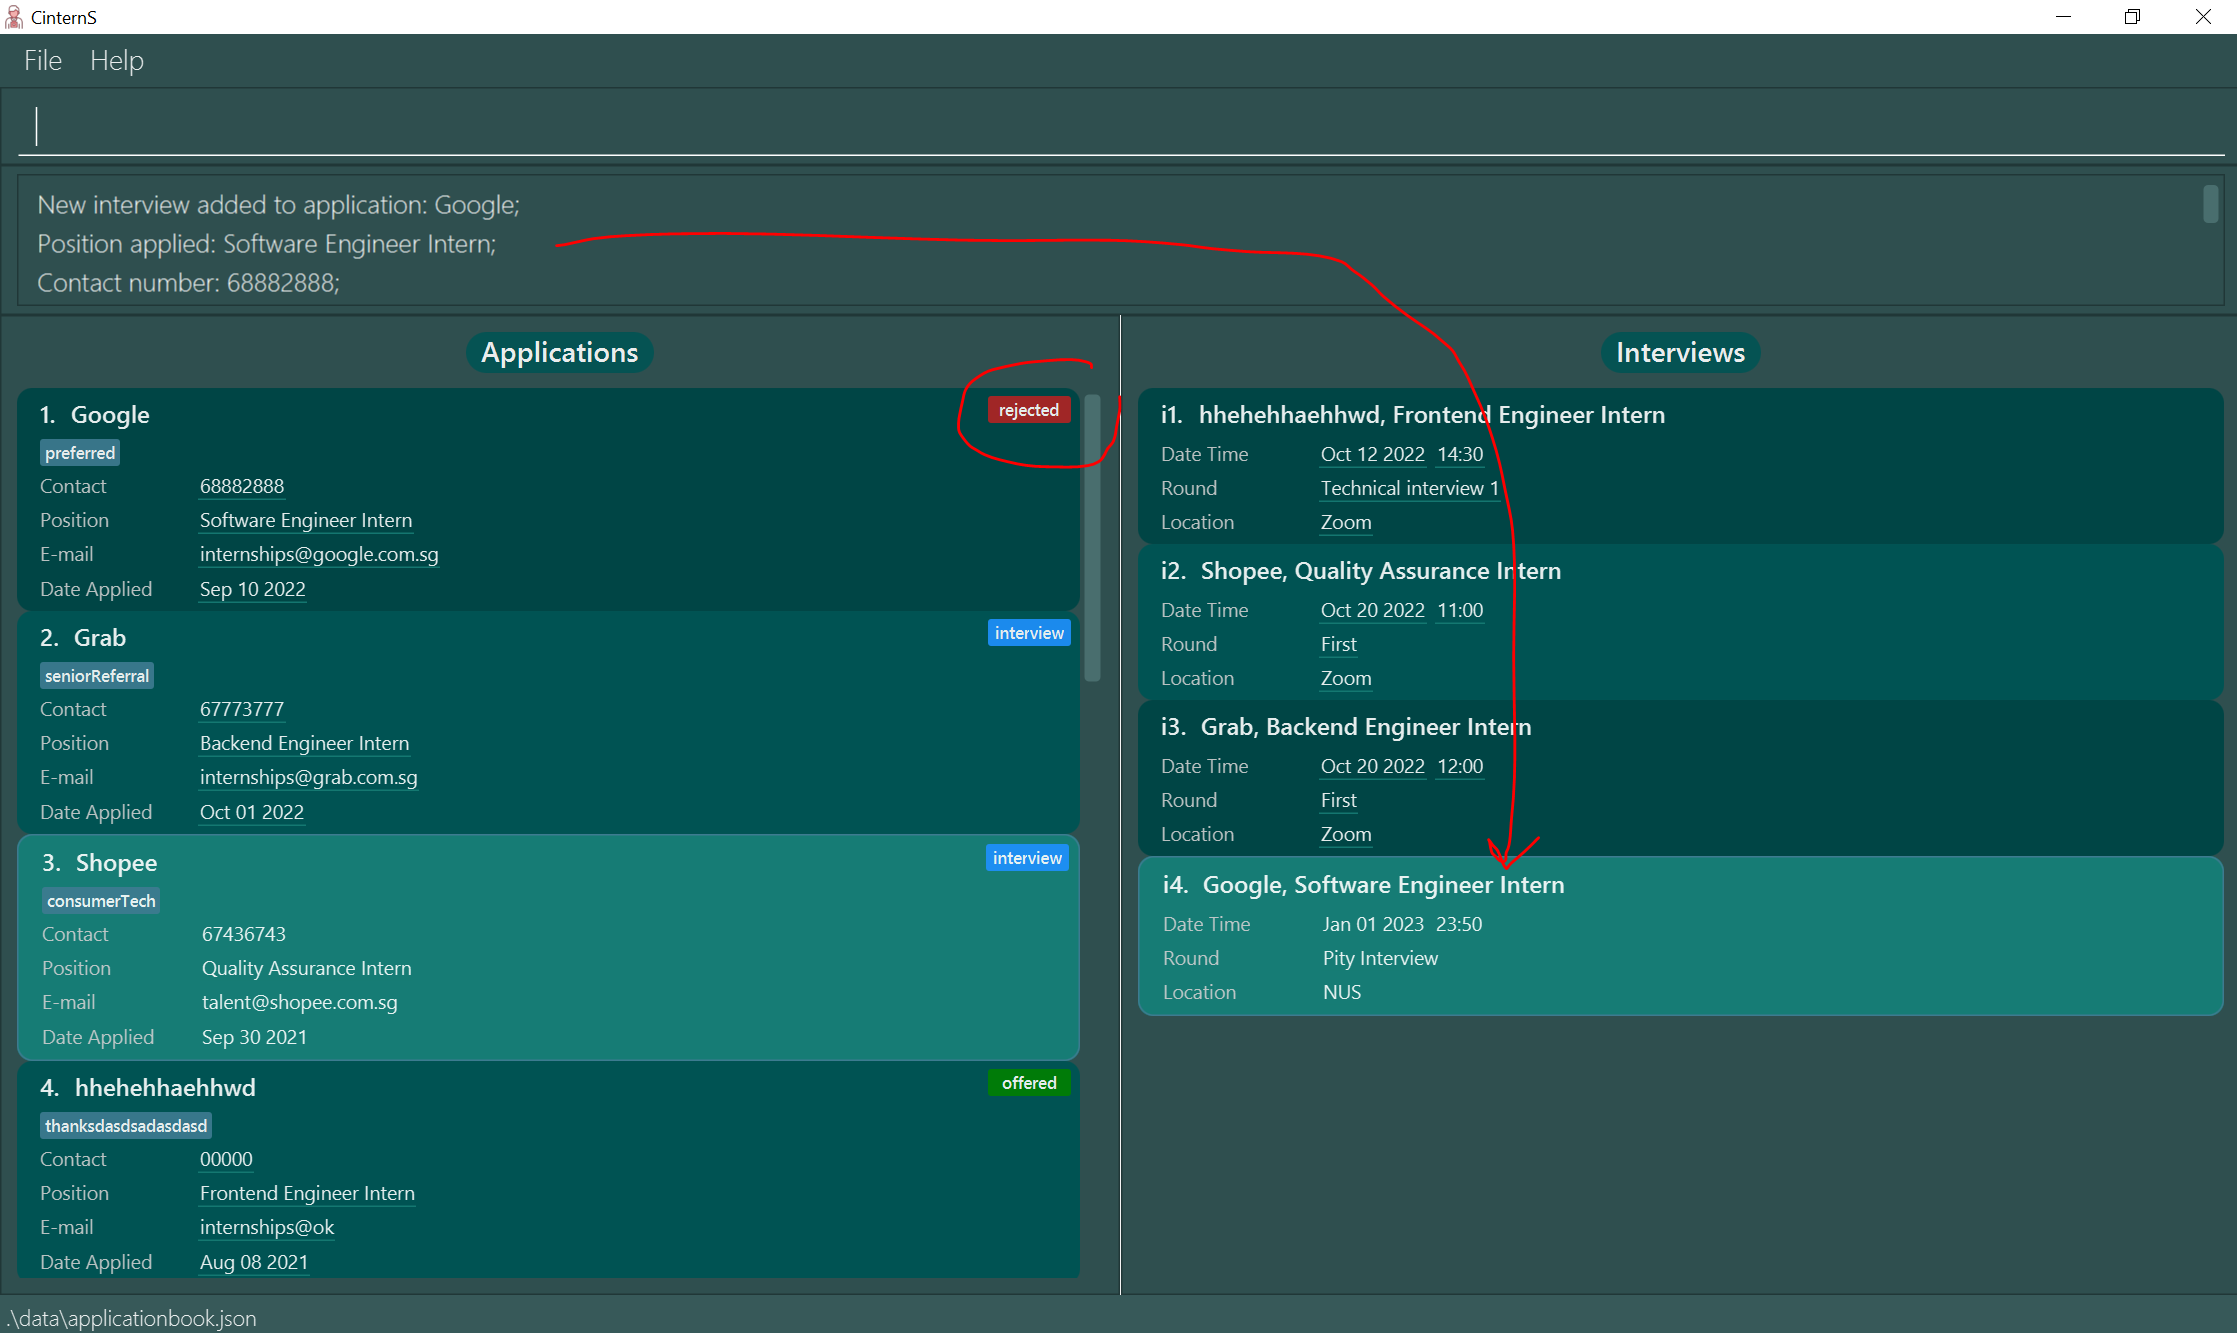 CinternS
File Help
New interview added to application: Google;
Position applied: Software Engineer Intern;
Contact number: 68882888;
Applications
1. Google
rejected
preferred
Contact 68882888
Position Software Engineer Intern
E-mail internships@google.com.sg
Date Applied Sep 10 2022
2. Grab
interview
seniorReferral
Contact 67773777
Position Backend Engineer Intern
E-mail internships@grab.com.sg
Date Applied Oct 01 2022
3. Shopee
interview
consumerTech
Contact 67436743
Position Quality Assurance Intern
E-mail talent@shopee.com.sg
Date Applied Sep 30 2021
4. hhehehhaehhwd
offered
thanksdasdsadasdasd
Contact 00000
Position Frontend Engineer Intern
E-mail internships@ok
Date Applied Aug 08 2021
Interviews
i1. hhehehhaehhwd, Frontend Engineer Intern
Date Time Oct 12 2022 14:30
Round Technical interview 1
Location Zoom
i2. Shopee, Quality Assurance Intern
Date Time Oct 20 2022 11:00
Round First
Location Zoom
i3. Grab, Backend Engineer Intern
Date Time Oct 20 2022 12:00
Round First
Location Zoom
i4. Google, Software Engineer Intern
Date Time Jan 01 2023 23:50
Round Pity Interview
Location NUS
.\data\applicationbook.json